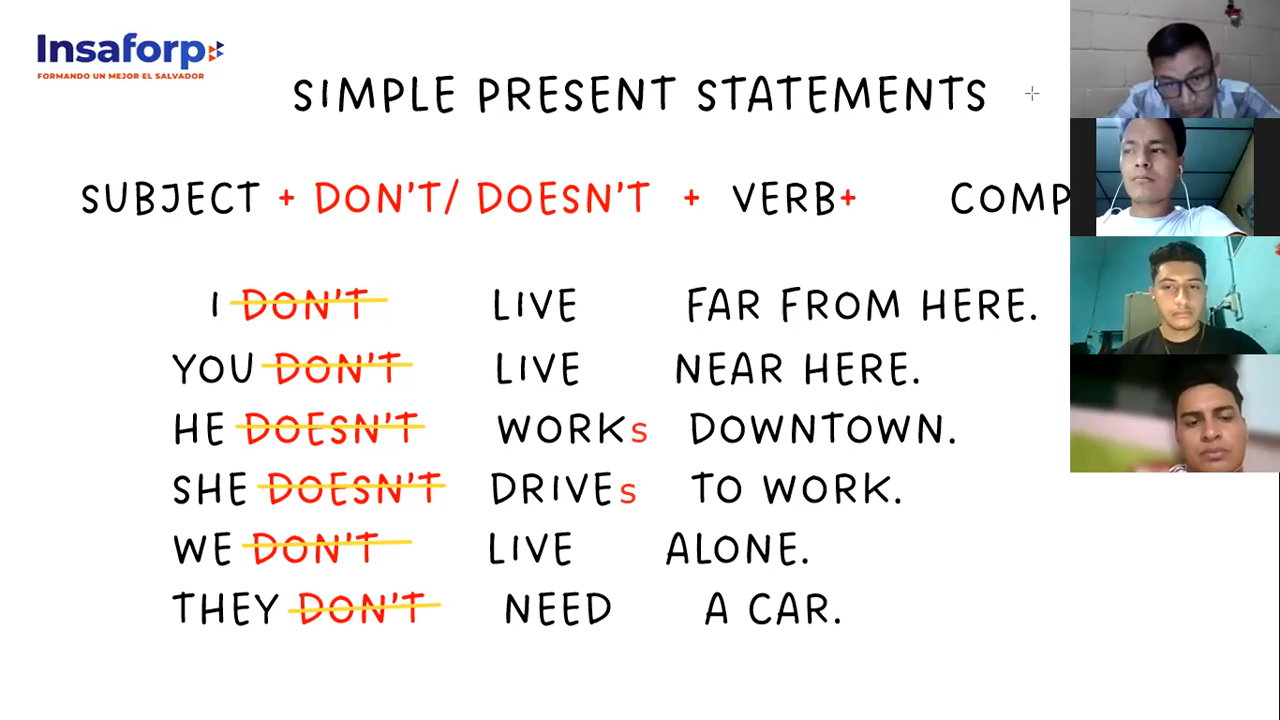 Insaforp
FORMANDO UN MEJOR EL SALVADOR
SIMPLE PRESENT STATEMENTS
SUBJECT + DON'T/ DOESN'T + VERB+ COMP
I DON'T LIVE FAR FROM HERE.
YOU DON'T LIVE NEAR HERE.
HE DOESN'T WORKs DOWNTOWN.
SHE DOESN'T DRIVEs TO WORK.
WE DON'T LIVE ALONE.
THEY DON'T NEED A CAR.